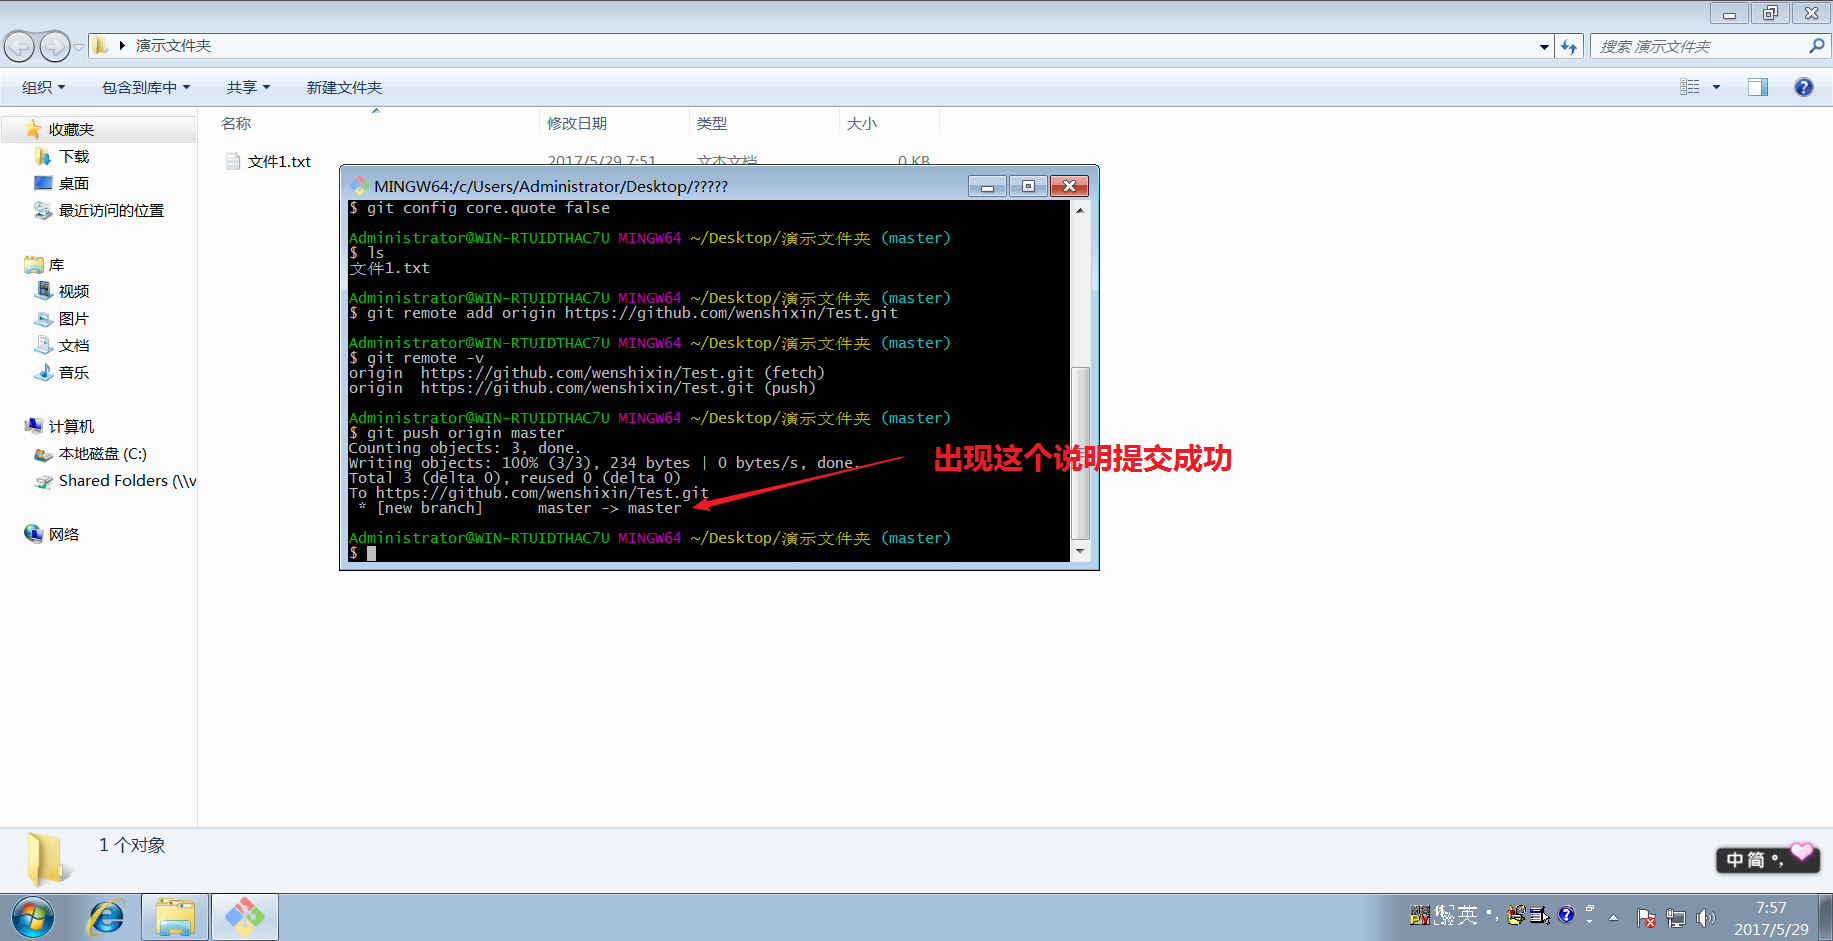 演示文件夹
搜索 演示文件夹
组织
包含到库中
共享
新建文件夹
收藏夹
下载
桌面
最近访问的位置
库
视频
图片
文档
音乐
计算机
本地磁盘 (C:)
Shared Folders (\\v
网络
名称
修改日期
类型
大小
文件1.txt
2017/5/29 7:51
文本文档
0 KB
MINGW64:/c/Users/Administrator/Desktop/?????
$ git config core.quote false
Administrator@WIN-RTUIDTHAC7U MINGW64 ~/Desktop/演示文件夹 (master)
$ ls
文件1.txt
Administrator@WIN-RTUIDTHAC7U MINGW64 ~/Desktop/演示文件夹 (master)
$ git remote add origin https://github.com/wenshixin/Test.git
Administrator@WIN-RTUIDTHAC7U MINGW64 ~/Desktop/演示文件夹 (master)
$ git remote -v
origin  https://github.com/wenshixin/Test.git (fetch)
origin  https://github.com/wenshixin/Test.git (push)
Administrator@WIN-RTUIDTHAC7U MINGW64 ~/Desktop/演示文件夹 (master)
$ git push origin master
Counting objects: 3, done.
Writing objects: 100% (3/3), 234 bytes | 0 bytes/s, done.
Total 3 (delta 0), reused 0 (delta 0)
To https://github.com/wenshixin/Test.git
 * [new branch]      master -> master
Administrator@WIN-RTUIDTHAC7U MINGW64 ~/Desktop/演示文件夹 (master)
$
出现这个说明提交成功
1 个对象
中 简 °,
英
7:57
2017/5/29